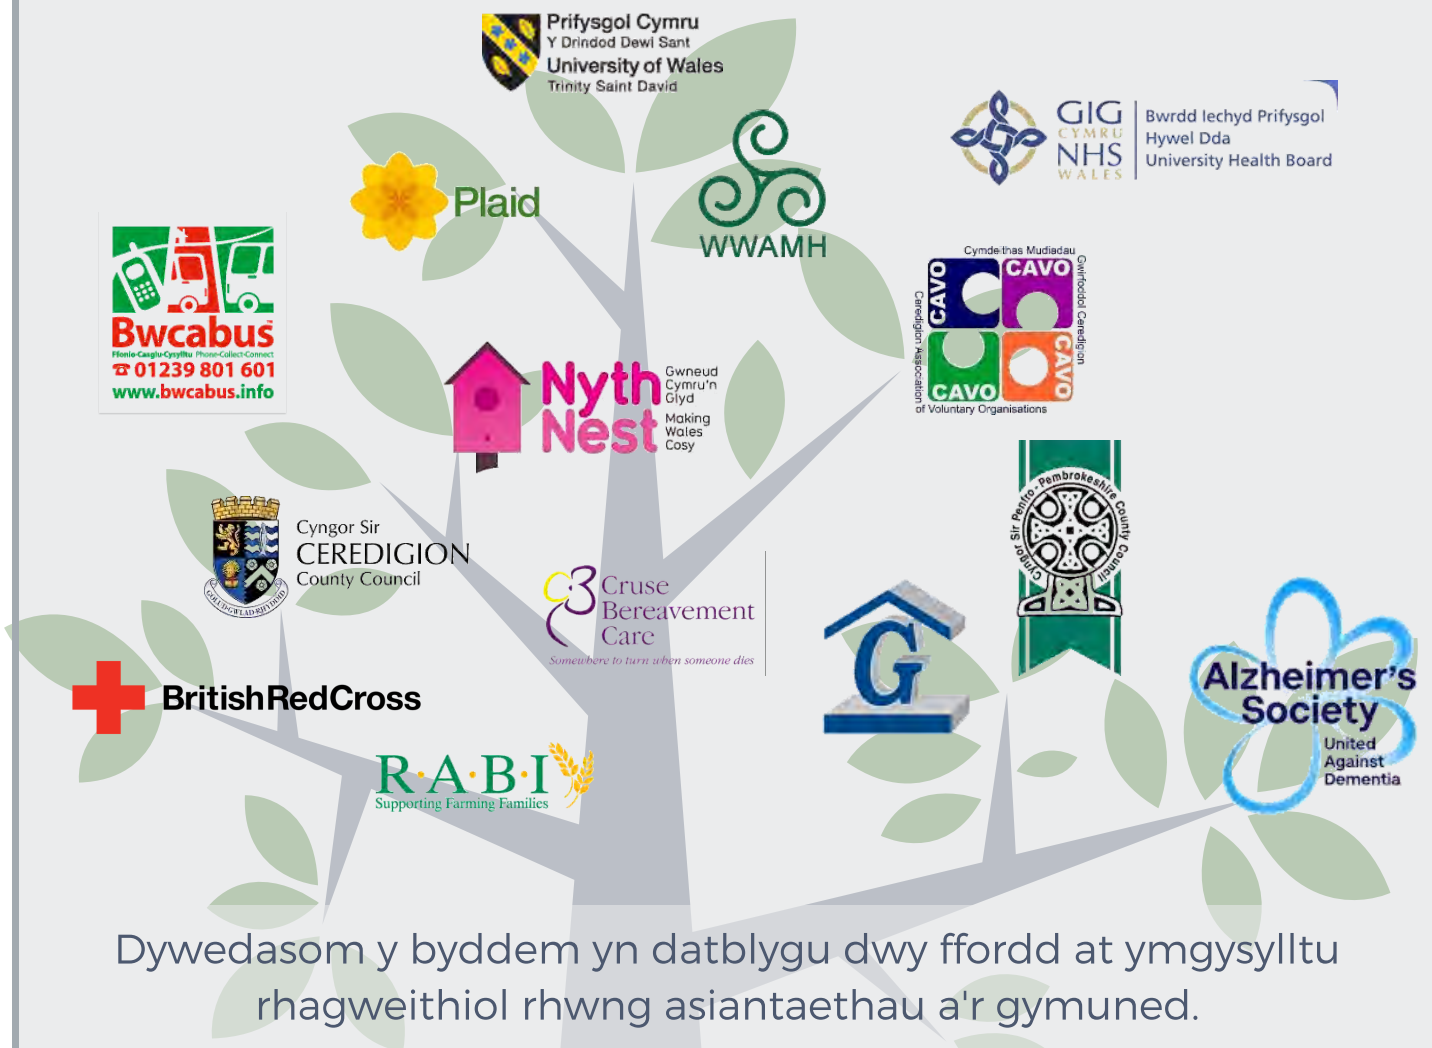 Prifysgol Cymru
Y Drindod Dewi Sant
University of Wales
Trinity Saint David
GIG
CYMRU
NHS
WALES
Bwrdd Iechyd Prifysgol
Hywel Dda
University Health Board
Plaid
WWAMH
Bwcabus
Ffonio-Casglu-Cysylltu Phone-Collect-Connect
01239 801 601
www.bwcabus.info
Cymdeithas Mudiadau
Gwirfoddol Ceredigion
CAVO
CAVO
CAVO
CAVO
Ceredigion Association
of Voluntary Organisations
Nyth
Nest
Gwneud
Cymru'n
Glyd
Making
Wales
Cosy
Cyngor Sir Penfro - Pembrokeshire County Council
Cyngor Sir
CEREDIGION
County Council
GOLUD GWLAD RHYDDID
Cruse
Bereavement
Care
Somewhere to turn when someone dies
G
Alzheimer's
Society
United
Against
Dementia
BritishRedCross
R·A·B·I
Supporting Farming Families
Dywedasom y byddem yn datblygu dwy ffordd at ymgysylltu
rhagweithiol rhwng asiantaethau a'r gymuned.